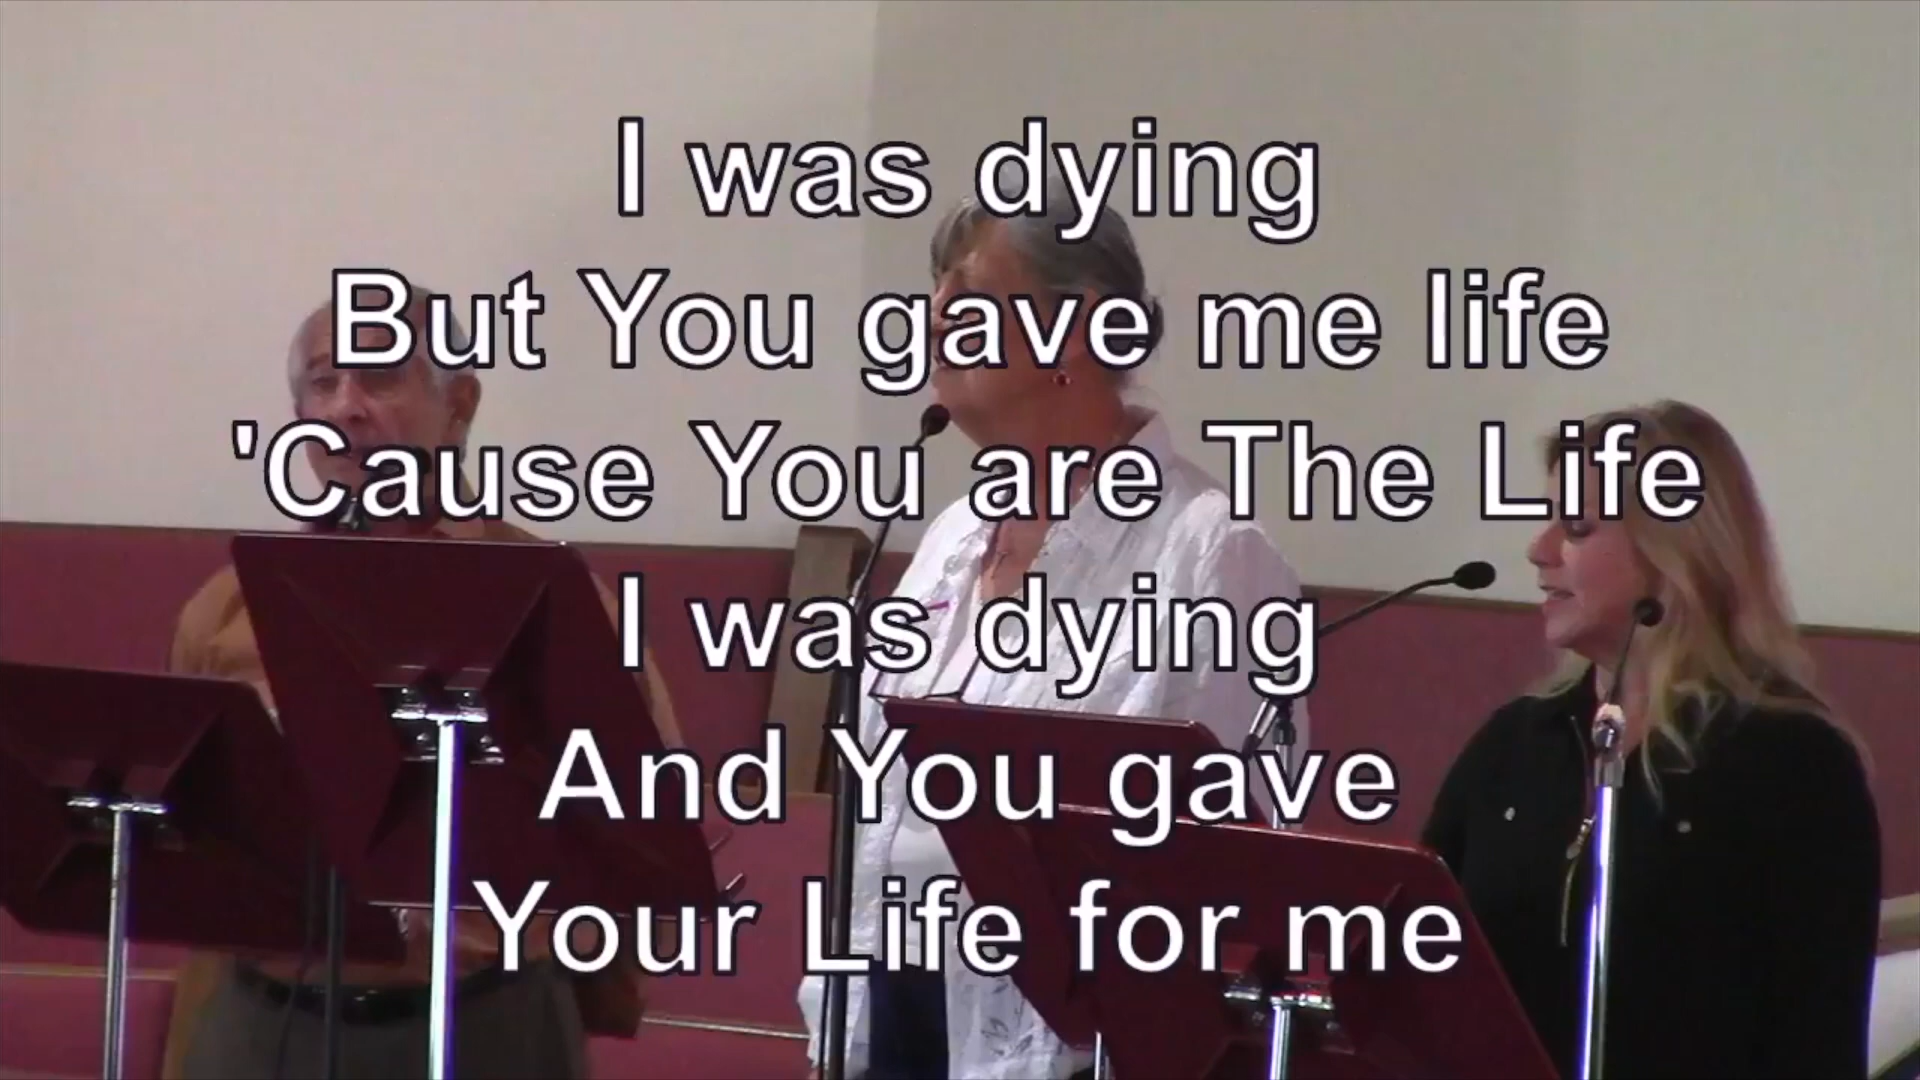 I was dying
But You gave me life
'Cause You are The Life
I was dying
And You gave
Your Life for me